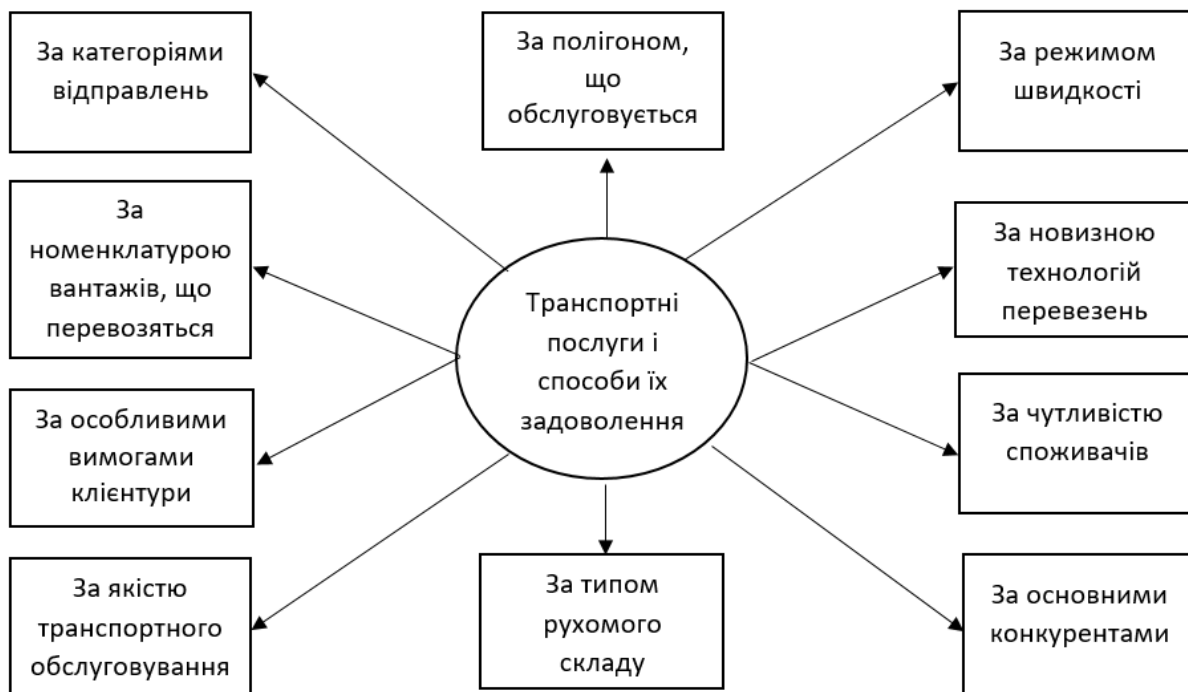 За категоріями
відправлень
За полігоном,
що
обслуговується
За режимом
швидкості
За
номенклатурою
вантажів, що
перевозяться
Транспортні
послуги і
способи їх
задоволення
За новизною
технологій
перевезень
За особливими
вимогами
клієнтури
За чутливістю
споживачів
За якістю
транспортного
обслуговування
За типом
рухомого
складу
За основними
конкурентами